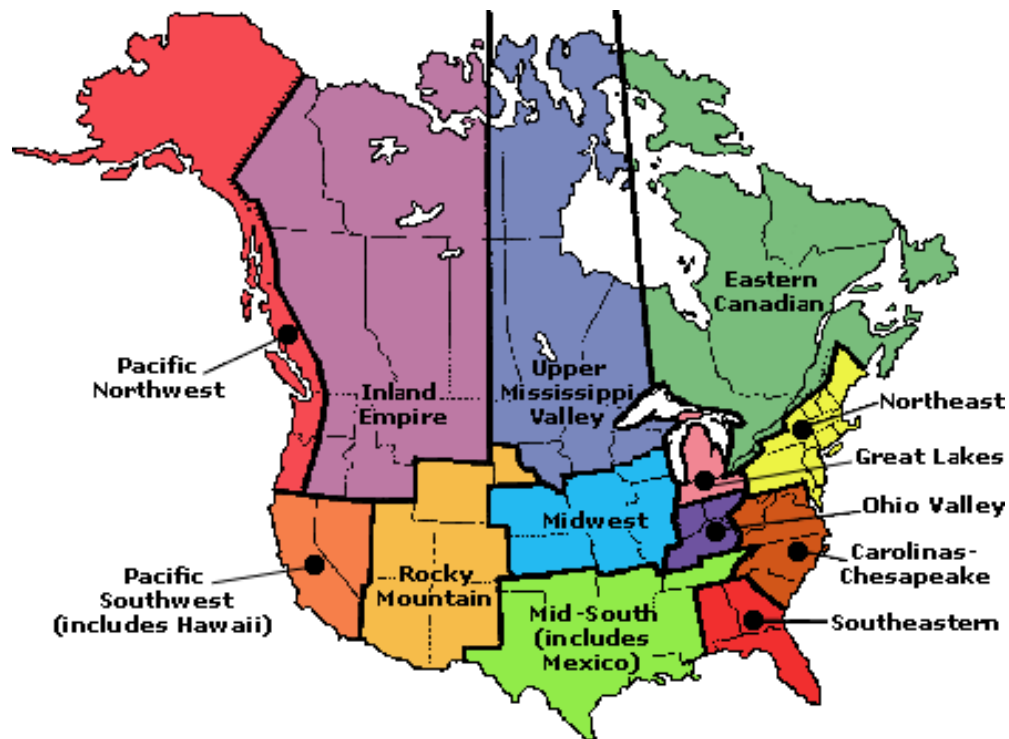 Eastern
Canadian
Pacific
Northwest
Inland
Empire
Upper
Mississippi
Valley
Northeast
Great Lakes
Ohio Valley
Midwest
Carolinas-
Chesapeake
Pacific
Southwest
(includes Hawaii)
Rocky
Mountain
Mid-South
(includes
Mexico)
Southeastern